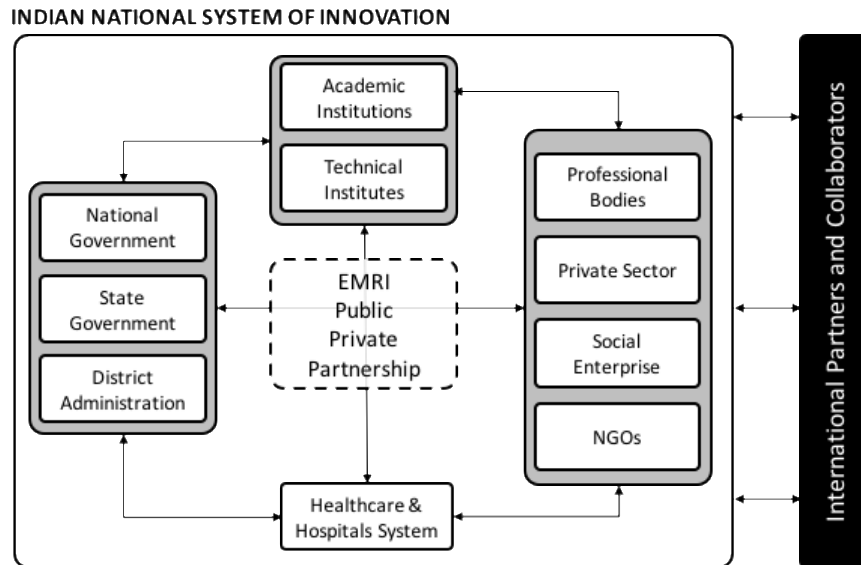 INDIAN NATIONAL SYSTEM OF INNOVATION
Academic
Institutions
Technical
Institutes
National
Government
State
Government
District
Administration
EMRI
Public
Private
Partnership
Professional
Bodies
Private Sector
Social
Enterprise
NGOs
Healthcare &
Hospitals System
International Partners and Collaborators